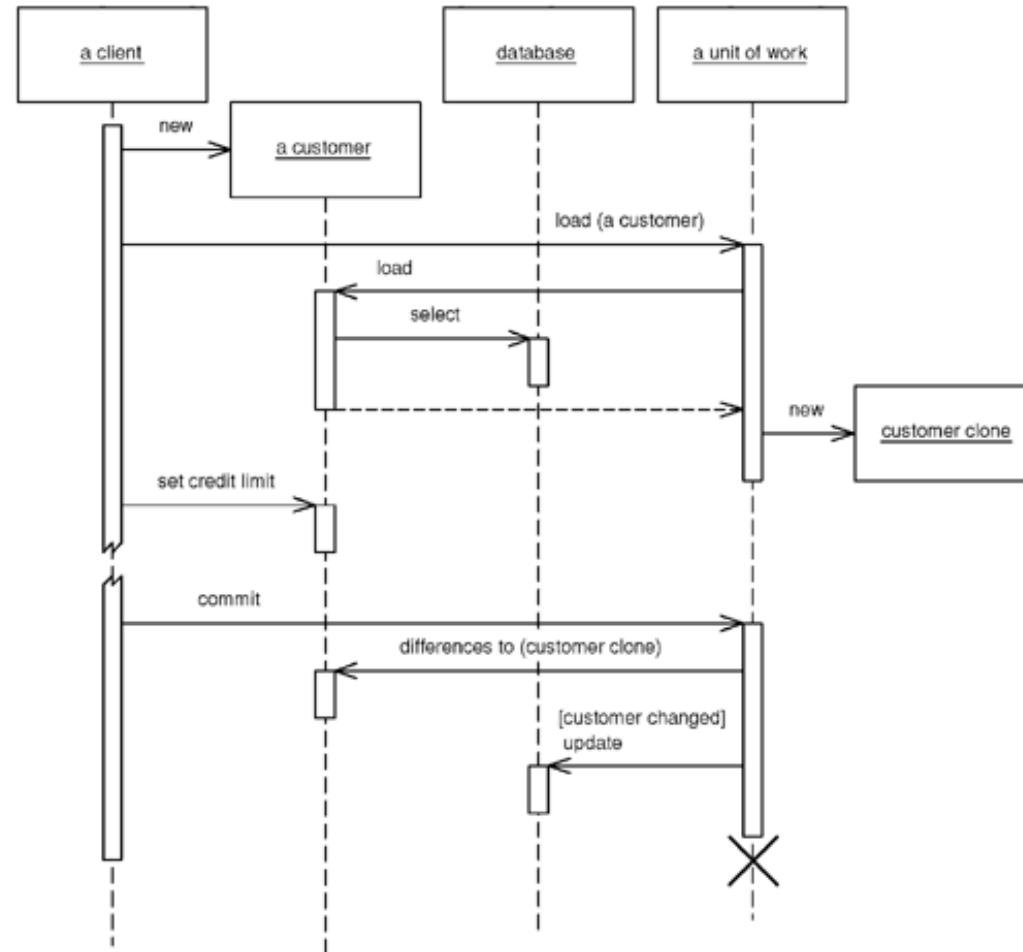 a client
database
a unit of work
new
a customer
load (a customer)
load
select
new
customer clone
set credit limit
commit
differences to (customer clone)
[customer changed]
update